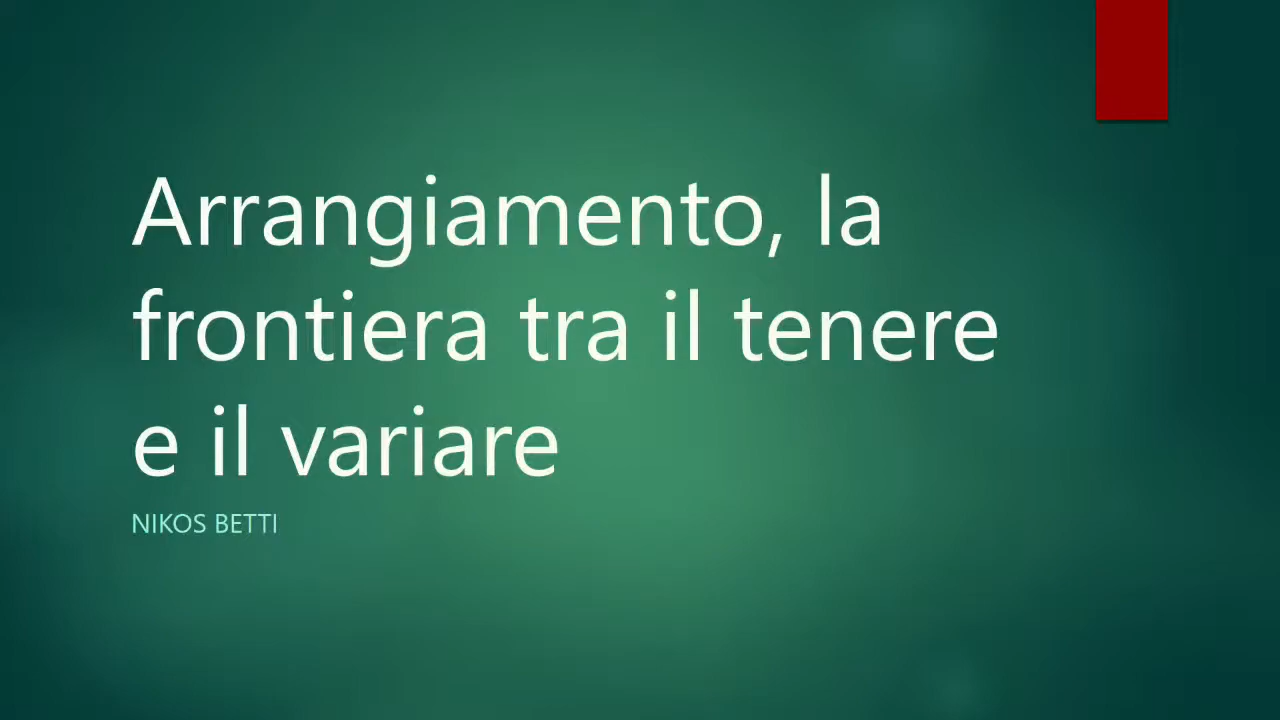 Arrangiamento, la
frontiera tra il tenere
e il variare
NIKOS BETTI